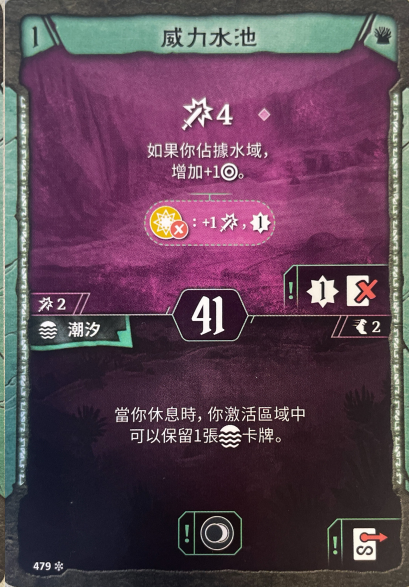 1 威力水池
4
如果你佔據水域，
增加+1。
: +1 , 1
! 1
2 41 2
潮汐
當你休息時，你激活區域中
可以保留1張卡牌。
! ! S
479